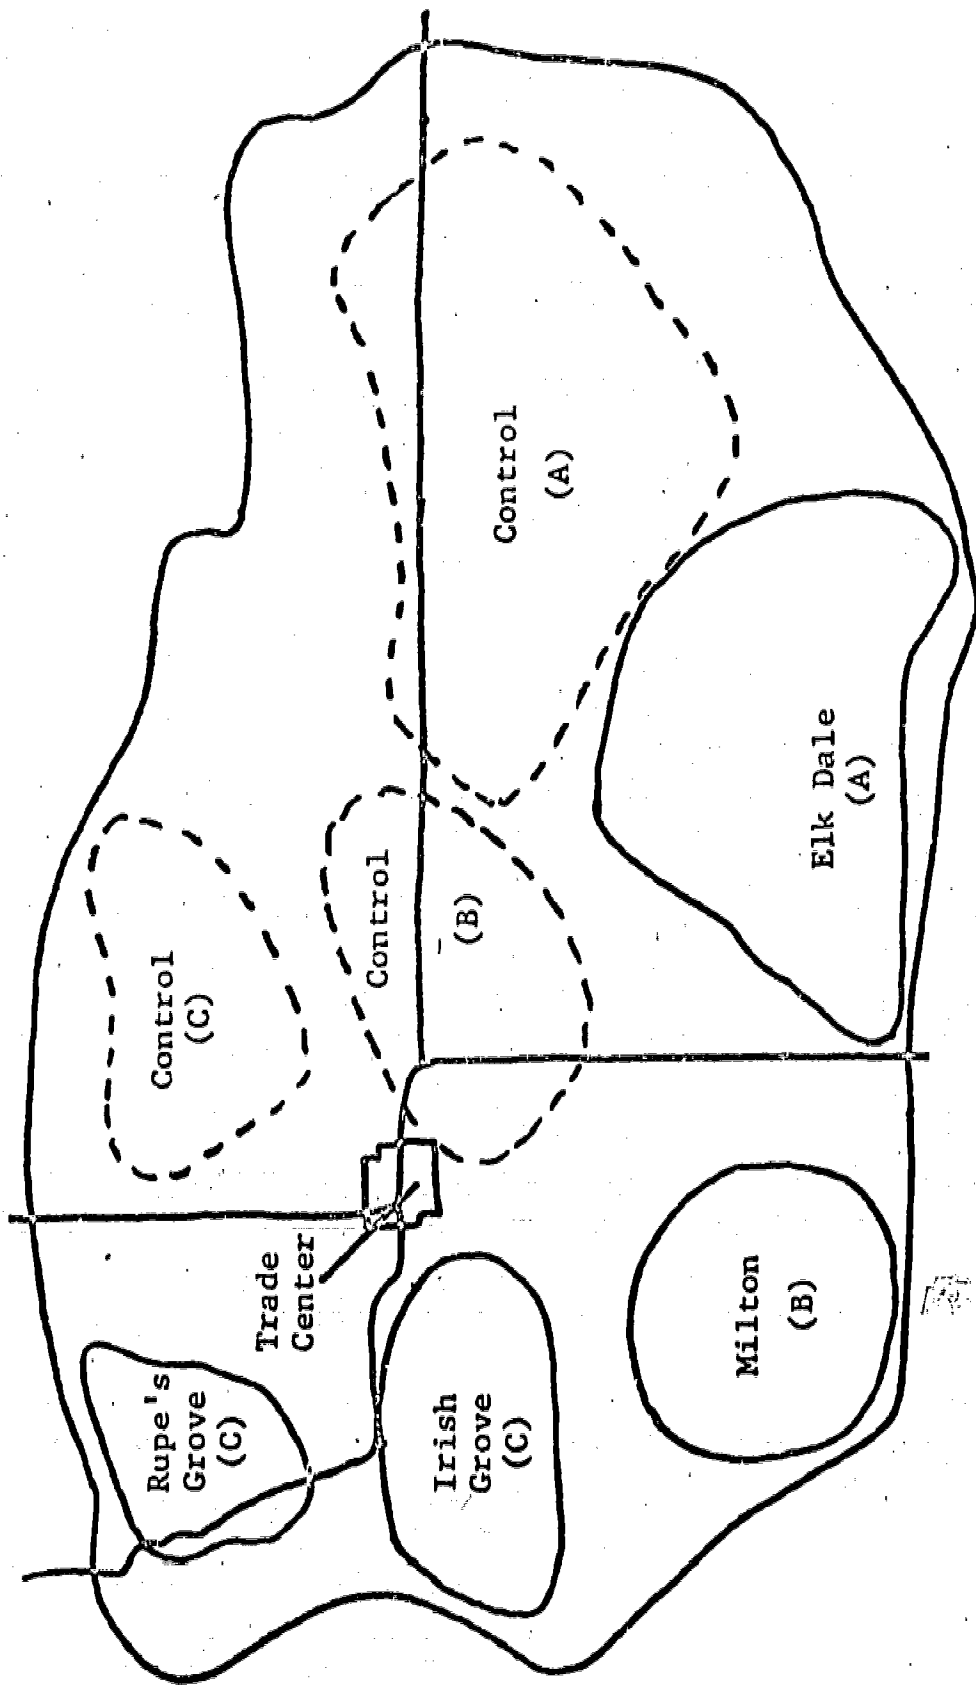 Rupe's
Grove
(C)
Control
(C)
Trade
Center
Control
(B)
Irish
Grove
(C)
Control
(A)
Milton
(B)
Elk Dale
(A)